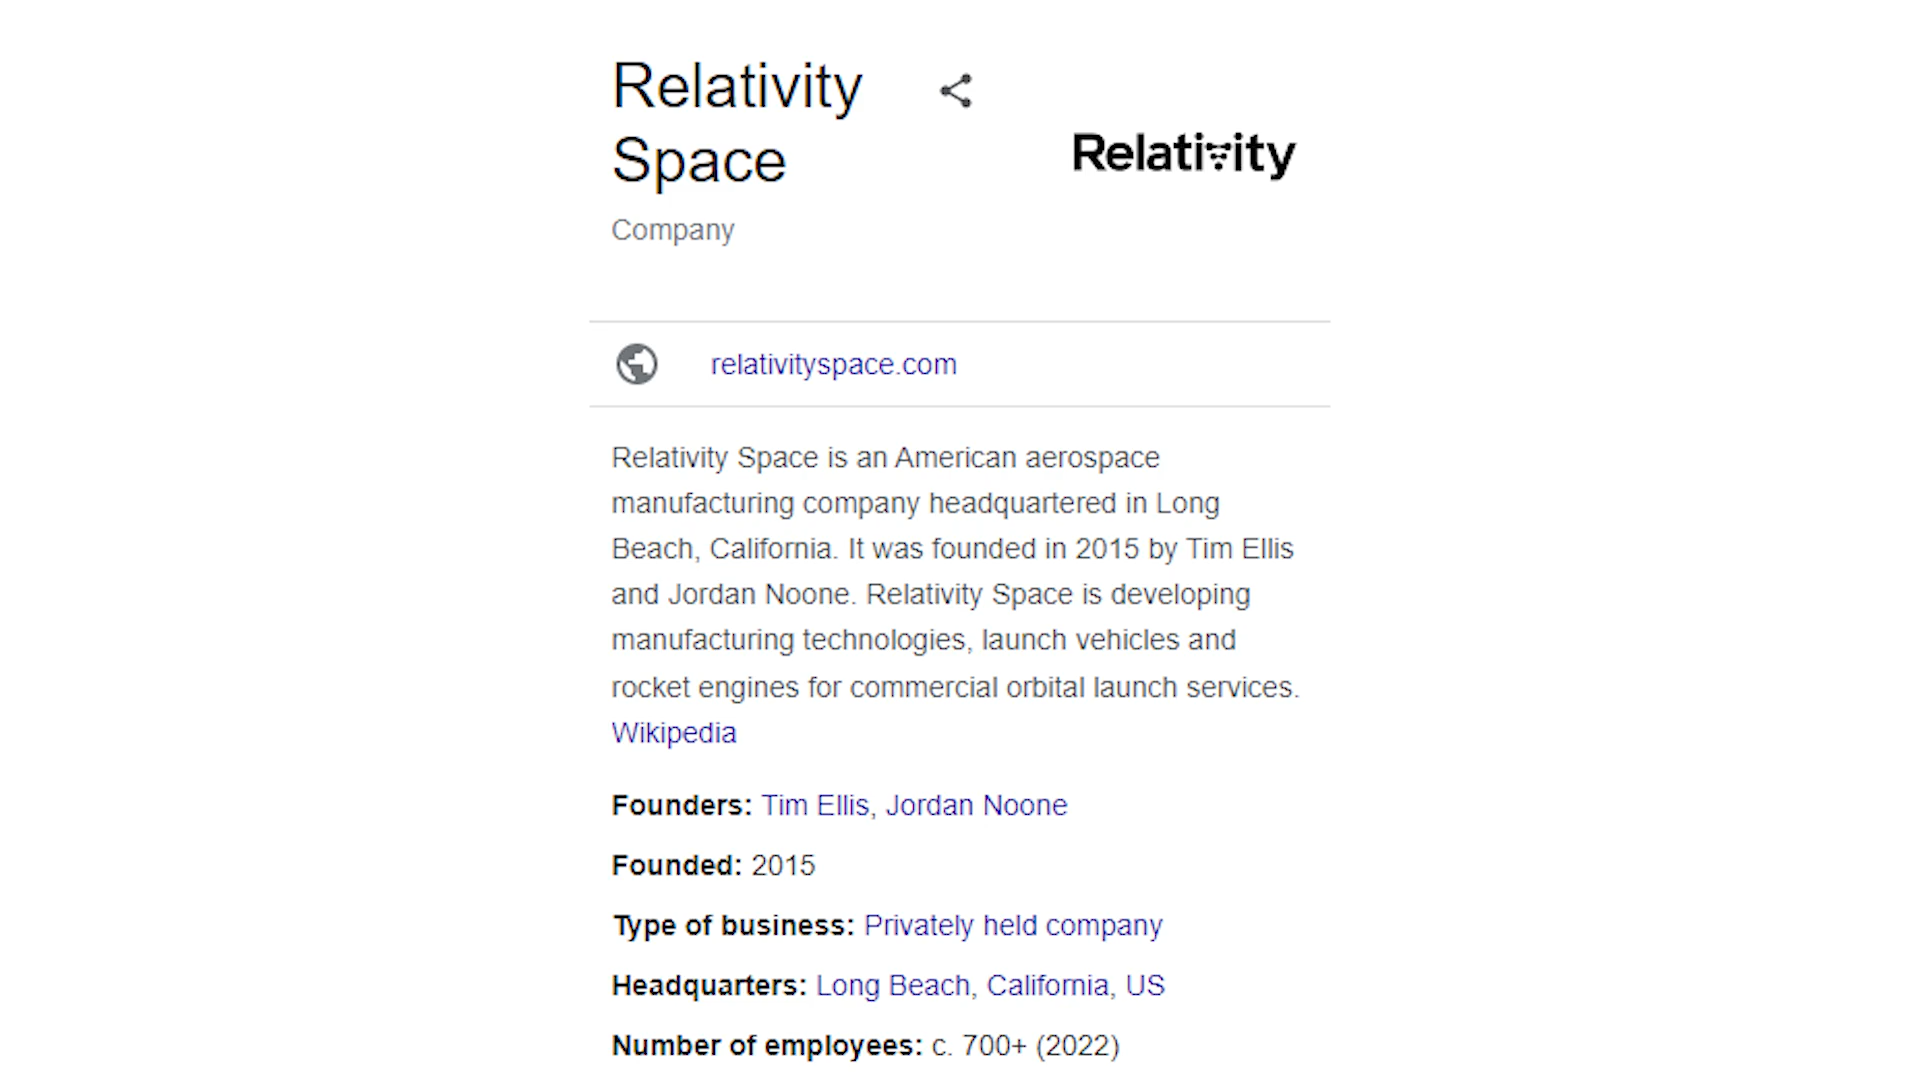 Relativity
Space
Relativity
Company
relativityspace.com
Relativity Space is an American aerospace
manufacturing company headquartered in Long
Beach, California. It was founded in 2015 by Tim Ellis
and Jordan Noone. Relativity Space is developing
manufacturing technologies, launch vehicles and
rocket engines for commercial orbital launch services.
Wikipedia
Founders: Tim Ellis, Jordan Noone
Founded: 2015
Type of business: Privately held company
Headquarters: Long Beach, California, US
Number of employees: c. 700+ (2022)